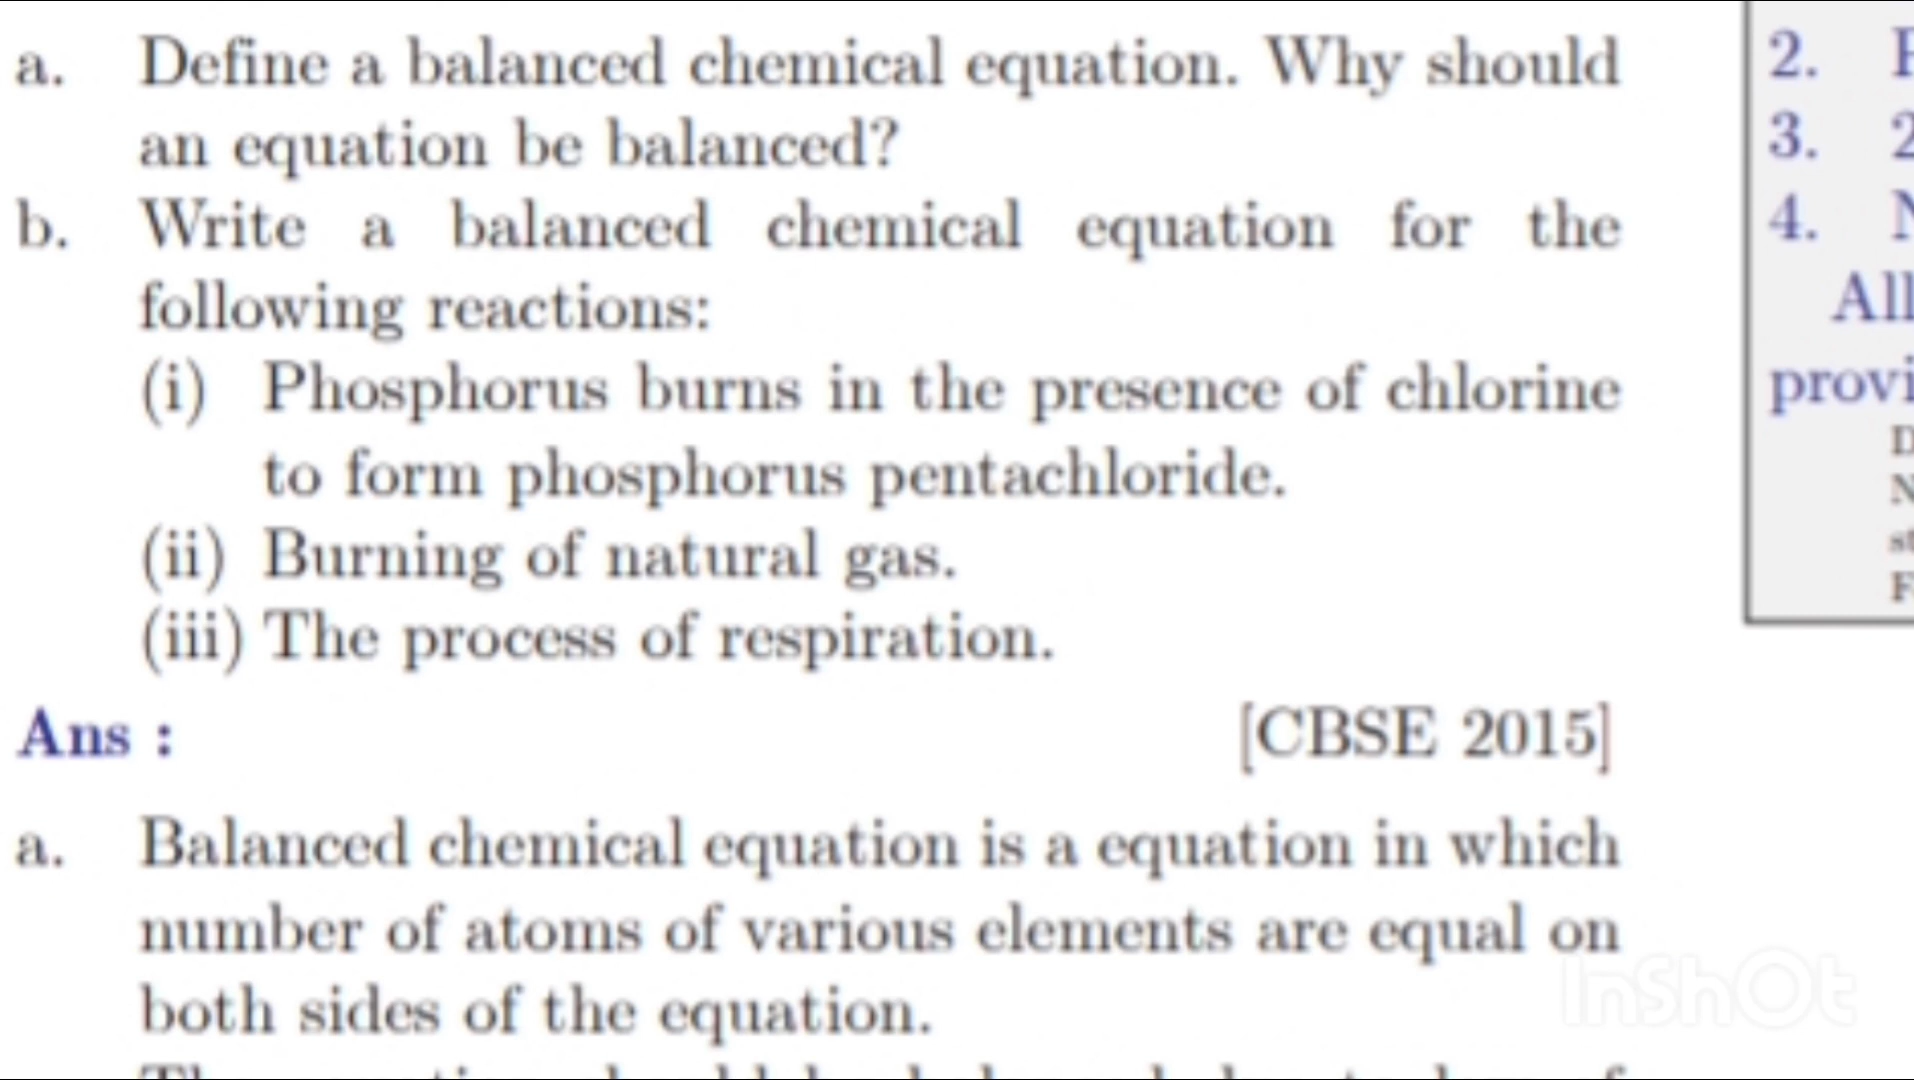 a. Define a balanced chemical equation. Why should
an equation be balanced?
b. Write a balanced chemical equation for the
following reactions:
(i) Phosphorus burns in the presence of chlorine
to form phosphorus pentachloride.
(ii) Burning of natural gas.
(iii) The process of respiration.
Ans : [CBSE 2015]
a. Balanced chemical equation is a equation in which
number of atoms of various elements are equal on
both sides of the equation.
2.
3. 2
4. N
All
provi
InShOt